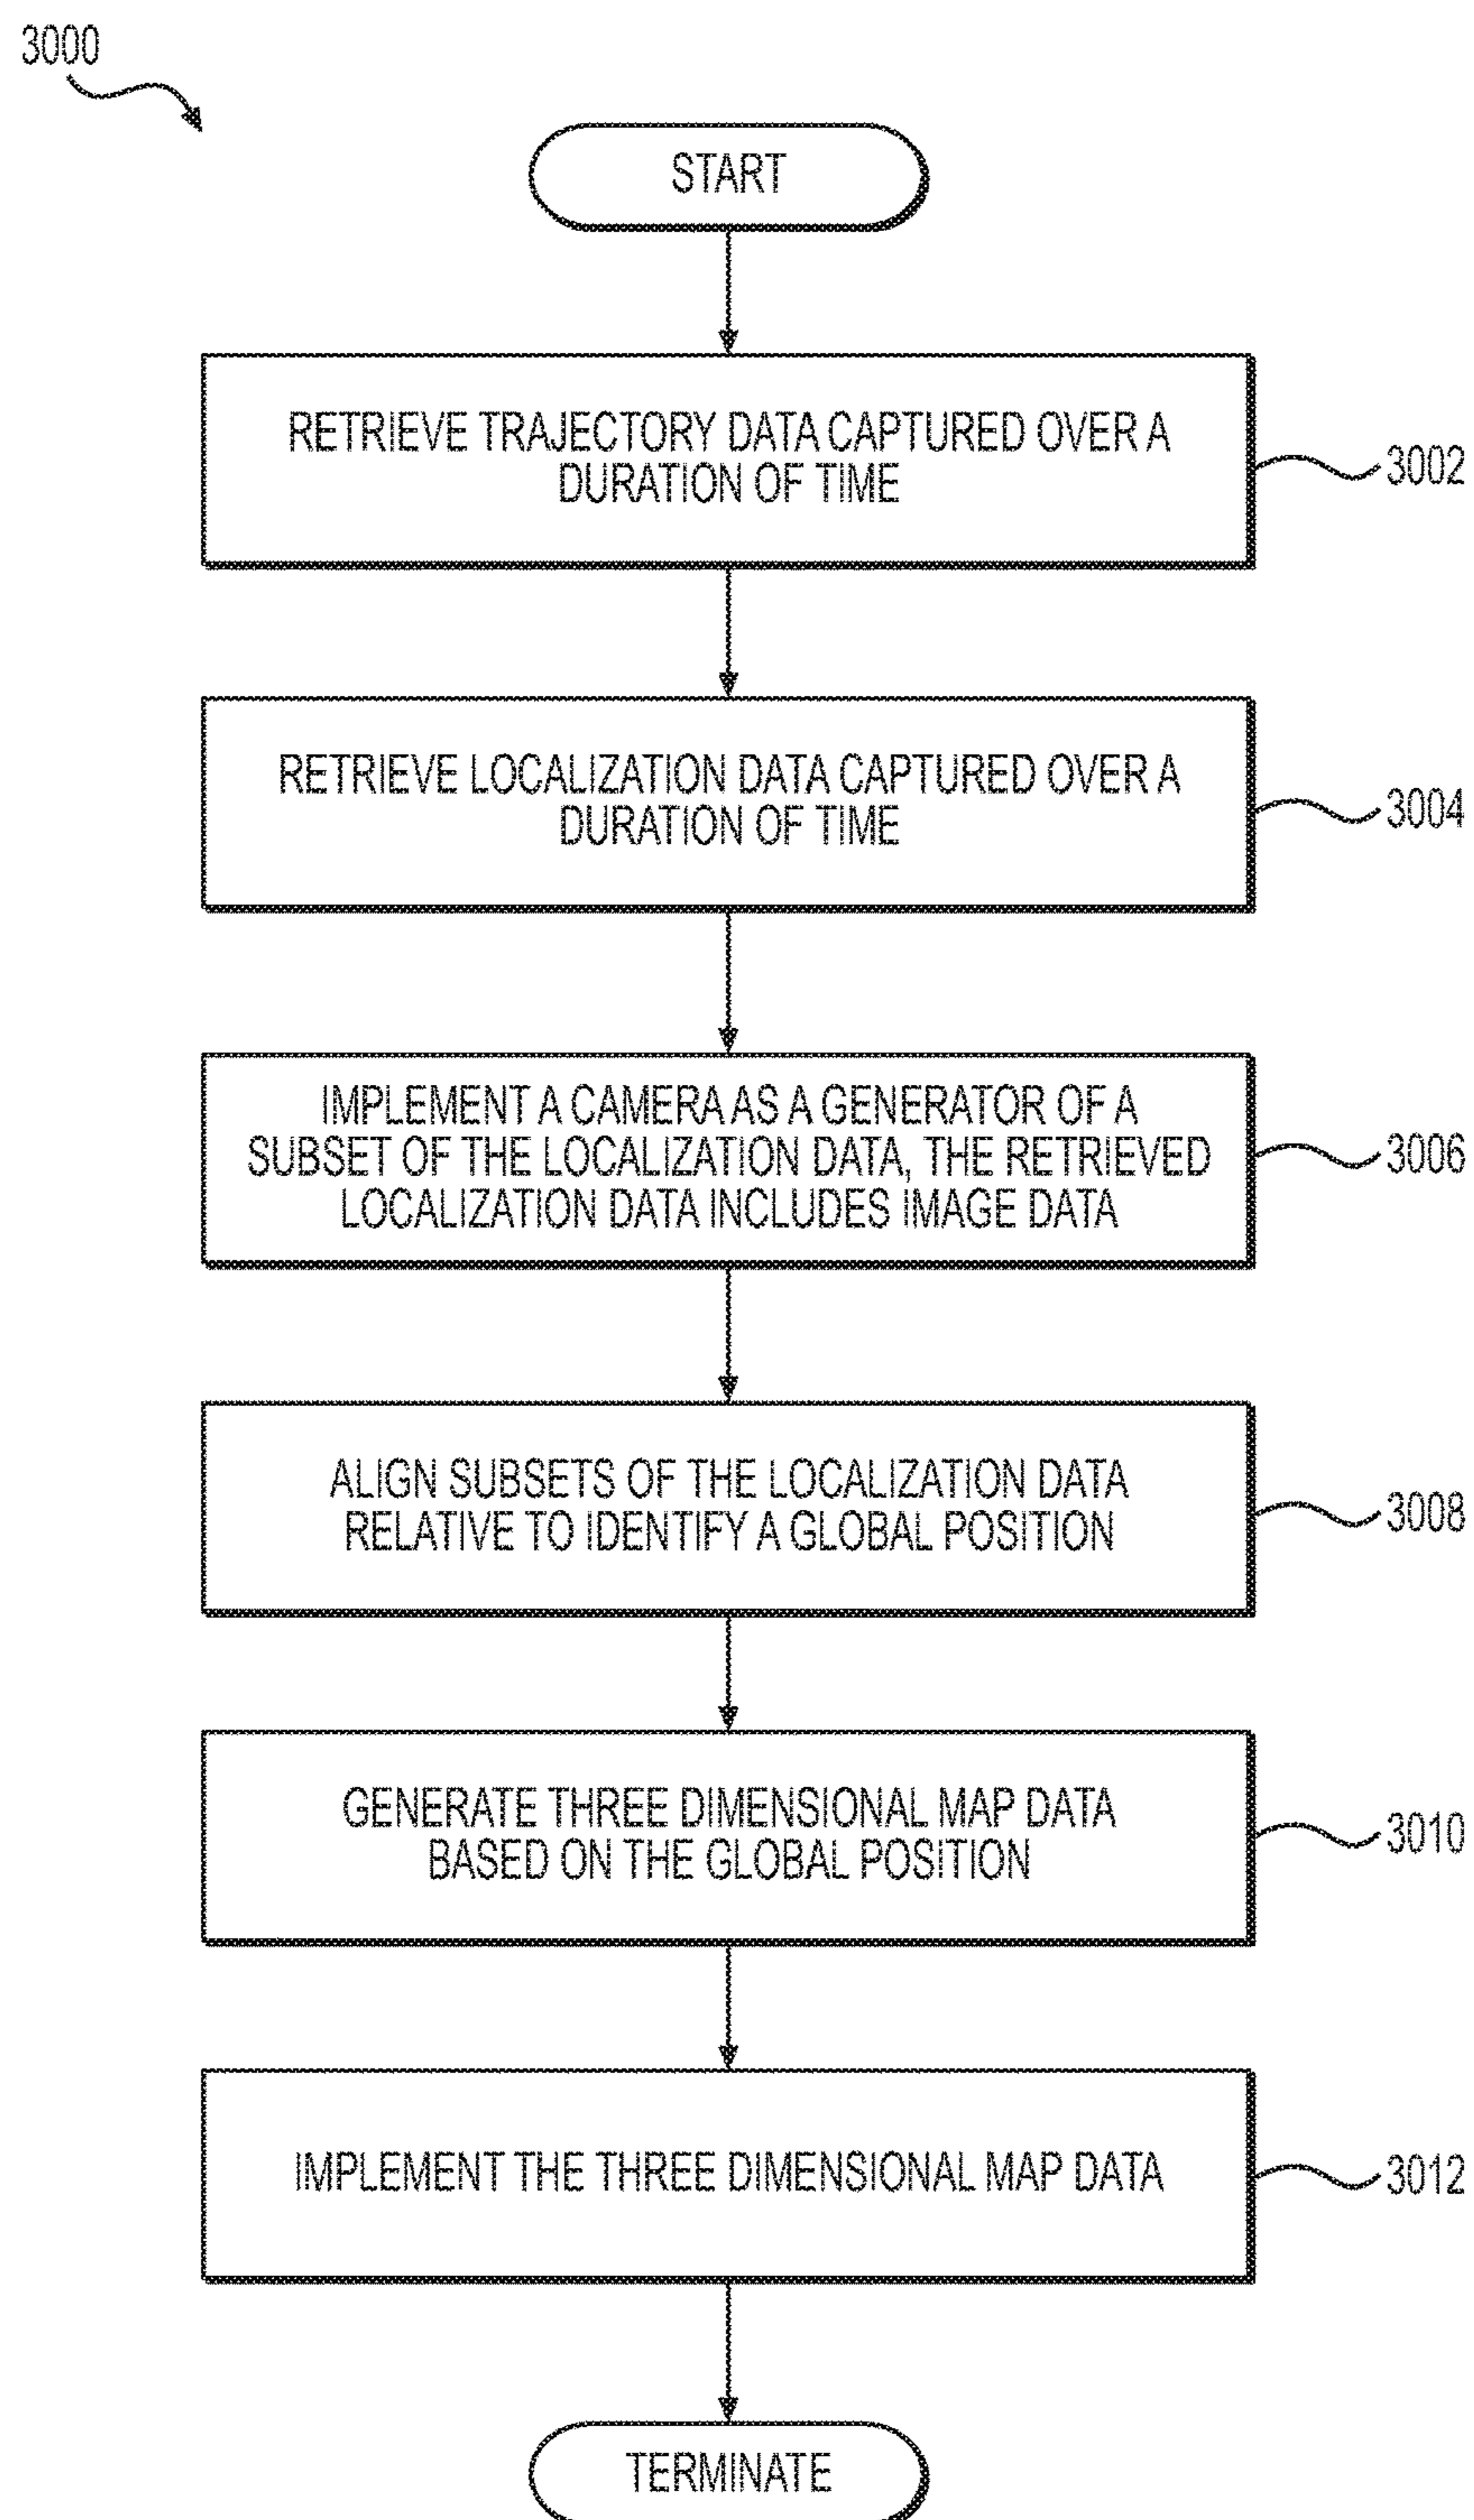 3000
START
RETRIEVE TRAJECTORY DATA CAPTURED OVER A
DURATION OF TIME
3002
RETRIEVE LOCALIZATION DATA CAPTURED OVER A
DURATION OF TIME
3004
IMPLEMENT A CAMERA AS A GENERATOR OF A
SUBSET OF THE LOCALIZATION DATA, THE RETRIEVED
LOCALIZATION DATA INCLUDES IMAGE DATA
3006
ALIGN SUBSETS OF THE LOCALIZATION DATA
RELATIVE TO IDENTIFY A GLOBAL POSITION
3008
GENERATE THREE DIMENSIONAL MAP DATA
BASED ON THE GLOBAL POSITION
3010
IMPLEMENT THE THREE DIMENSIONAL MAP DATA
3012
TERMINATE